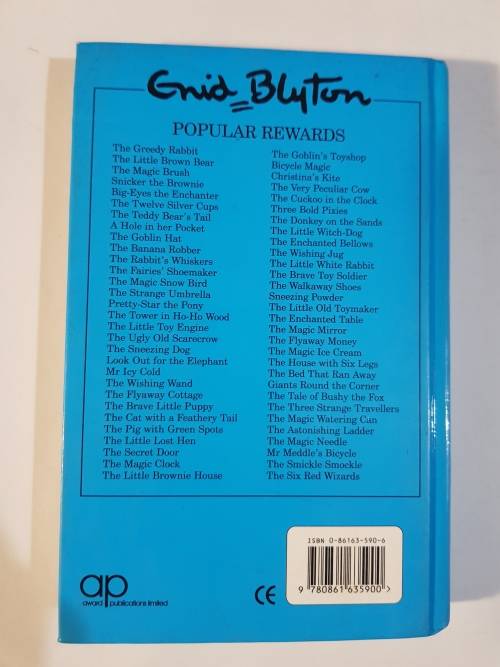 Enid Blyton
POPULAR REWARDS
The Greedy Rabbit
The Little Brown Bear
The Magic Brush
Snicker the Brownie
Big-Eyes the Enchanter
The Twelve Silver Cups
The Teddy Bear's Tail
A Hole in her Pocket
The Goblin Hat
The Banana Robber
The Rabbit's Whiskers
The Fairies' Shoemaker
The Magic Snow Bird
The Strange Umbrella
Pretty-Star the Pony
The Tower in Ho-Ho Wood
The Little Toy Engine
The Ugly Old Scarecrow
The Sneezing Dog
Look Out for the Elephant
Mr Icy Cold
The Wishing Wand
The Flyaway Cottage
The Brave Little Puppy
The Cat with a Feathery Tail
The Pig with Green Spots
The Little Lost Hen
The Secret Door
The Magic Clock
The Little Brownie House
The Goblin's Toyshop
Bicycle Magic
Christina's Kite
The Very Peculiar Cow
The Cuckoo in the Clock
Three Bold Pixies
The Donkey on the Sands
The Little Witch-Dog
The Enchanted Bellows
The Wishing Jug
The Little White Rabbit
The Brave Toy Soldier
The Walkaway Shoes
Sneezing Powder
The Little Old Toymaker
The Enchanted Table
The Magic Mirror
The Flyaway Money
The Magic Ice Cream
The House with Six Legs
The Bed That Ran Away
Giants Round the Corner
The Tale of Bushy the Fox
The Three Strange Travellers
The Magic Watering Can
The Astonishing Ladder
The Magic Needle
Mr Meddle's Bicycle
The Smickle Smockle
The Six Red Wizards
ISBN 0-86163-590-6
9 780861 635900 >
ap
award publications limited
CE